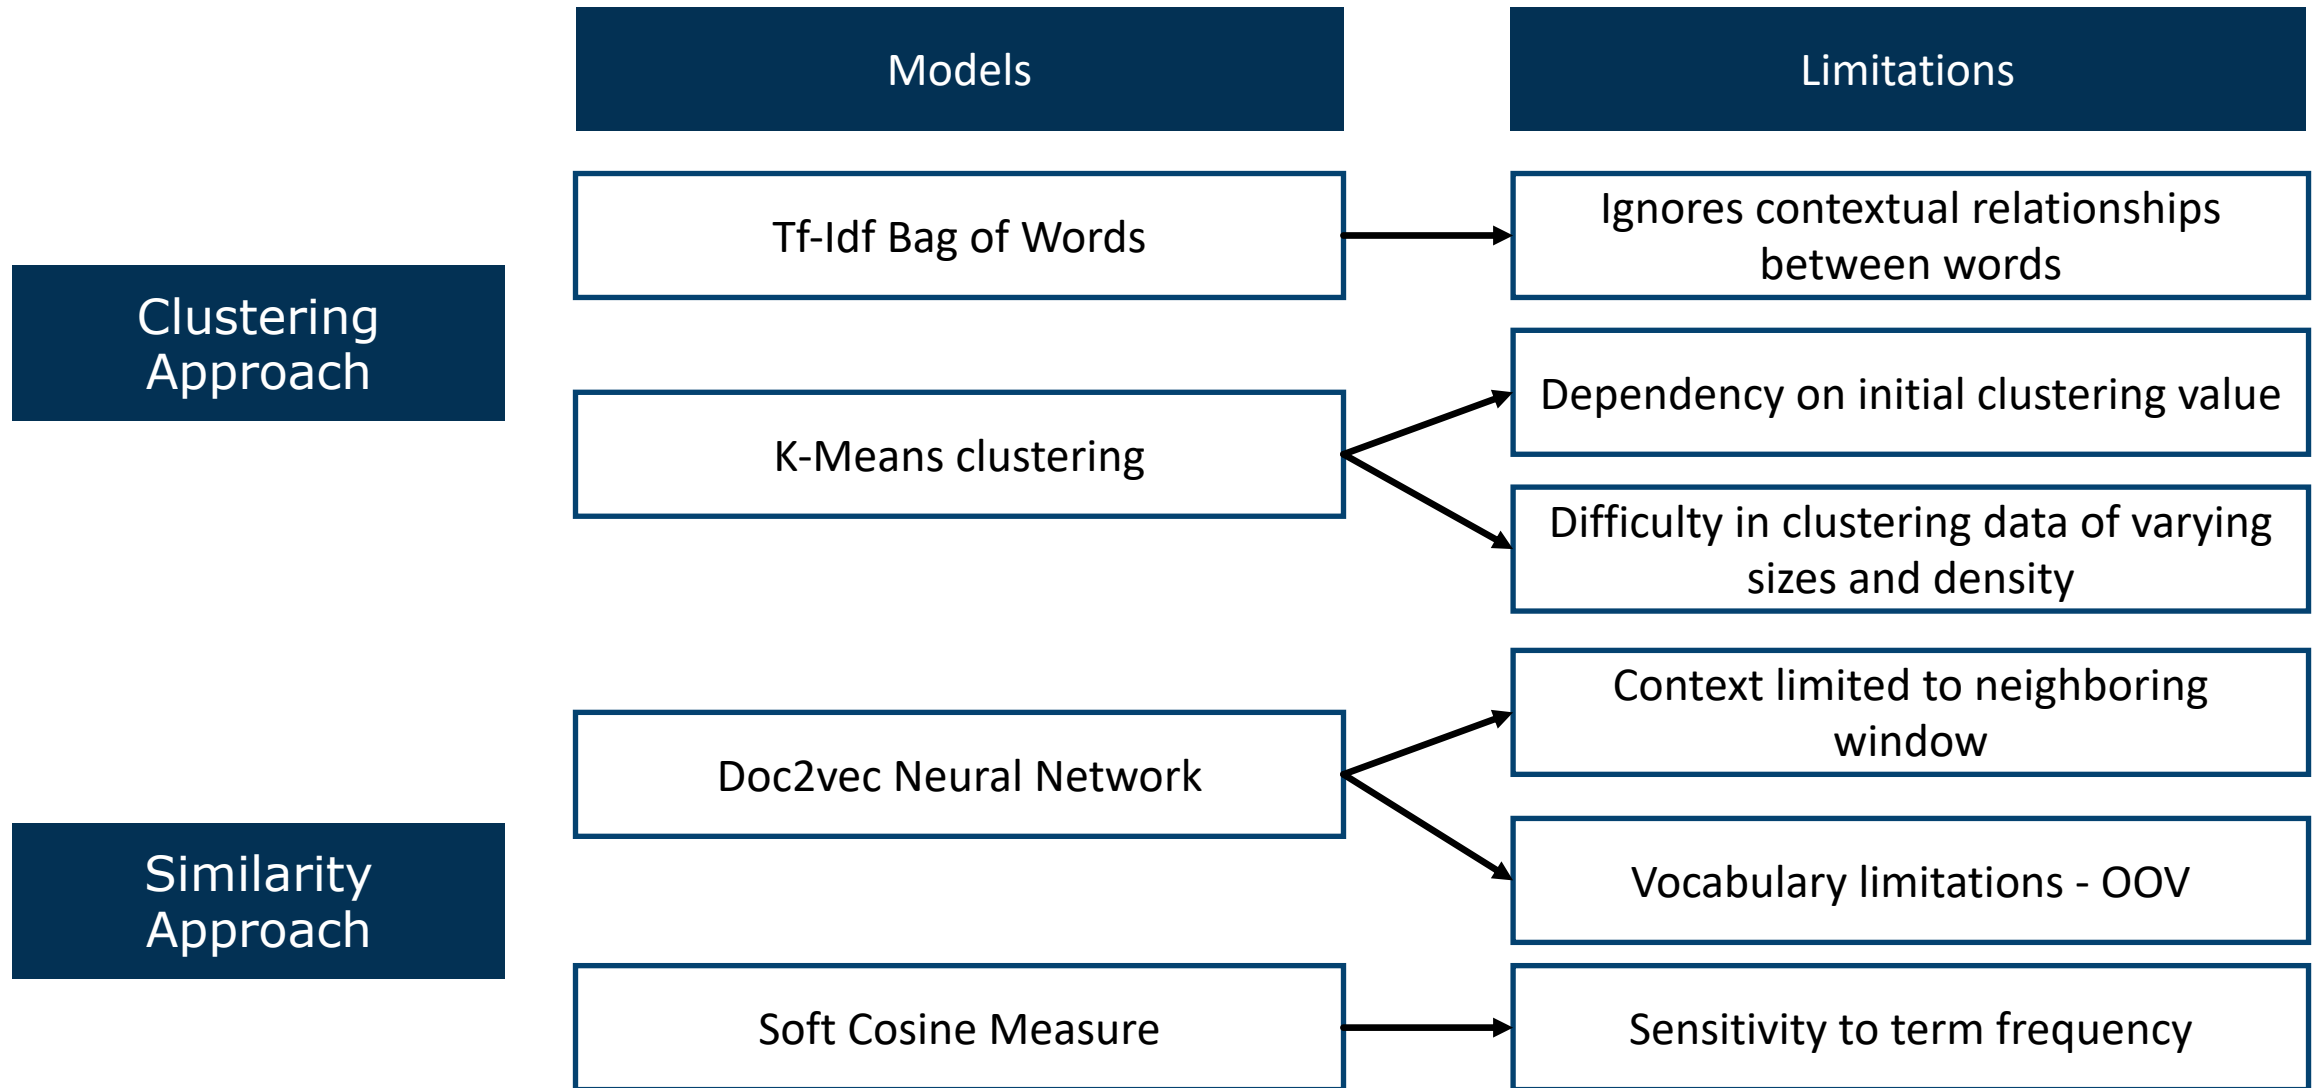 Models
Limitations
Clustering
Approach
Tf-Idf Bag of Words
Ignores contextual relationships
between words
K-Means clustering
Dependency on initial clustering value
Difficulty in clustering data of varying
sizes and density
Similarity
Approach
Doc2vec Neural Network
Context limited to neighboring
window
Vocabulary limitations - OOV
Soft Cosine Measure
Sensitivity to term frequency